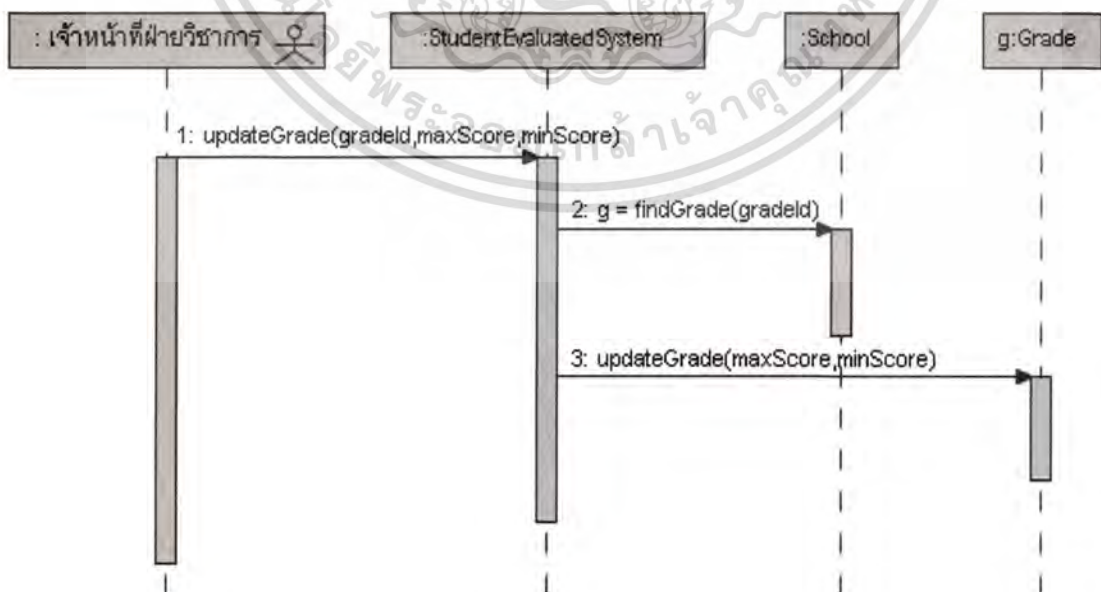 : เจ้าหน้าที่ฝ่ายวิชาการ
:StudentEvaluatedSystem
:School
g:Grade
1: updateGrade(gradeId,maxScore,minScore)
2: g = findGrade(gradeId)
3: updateGrade(maxScore,minScore)